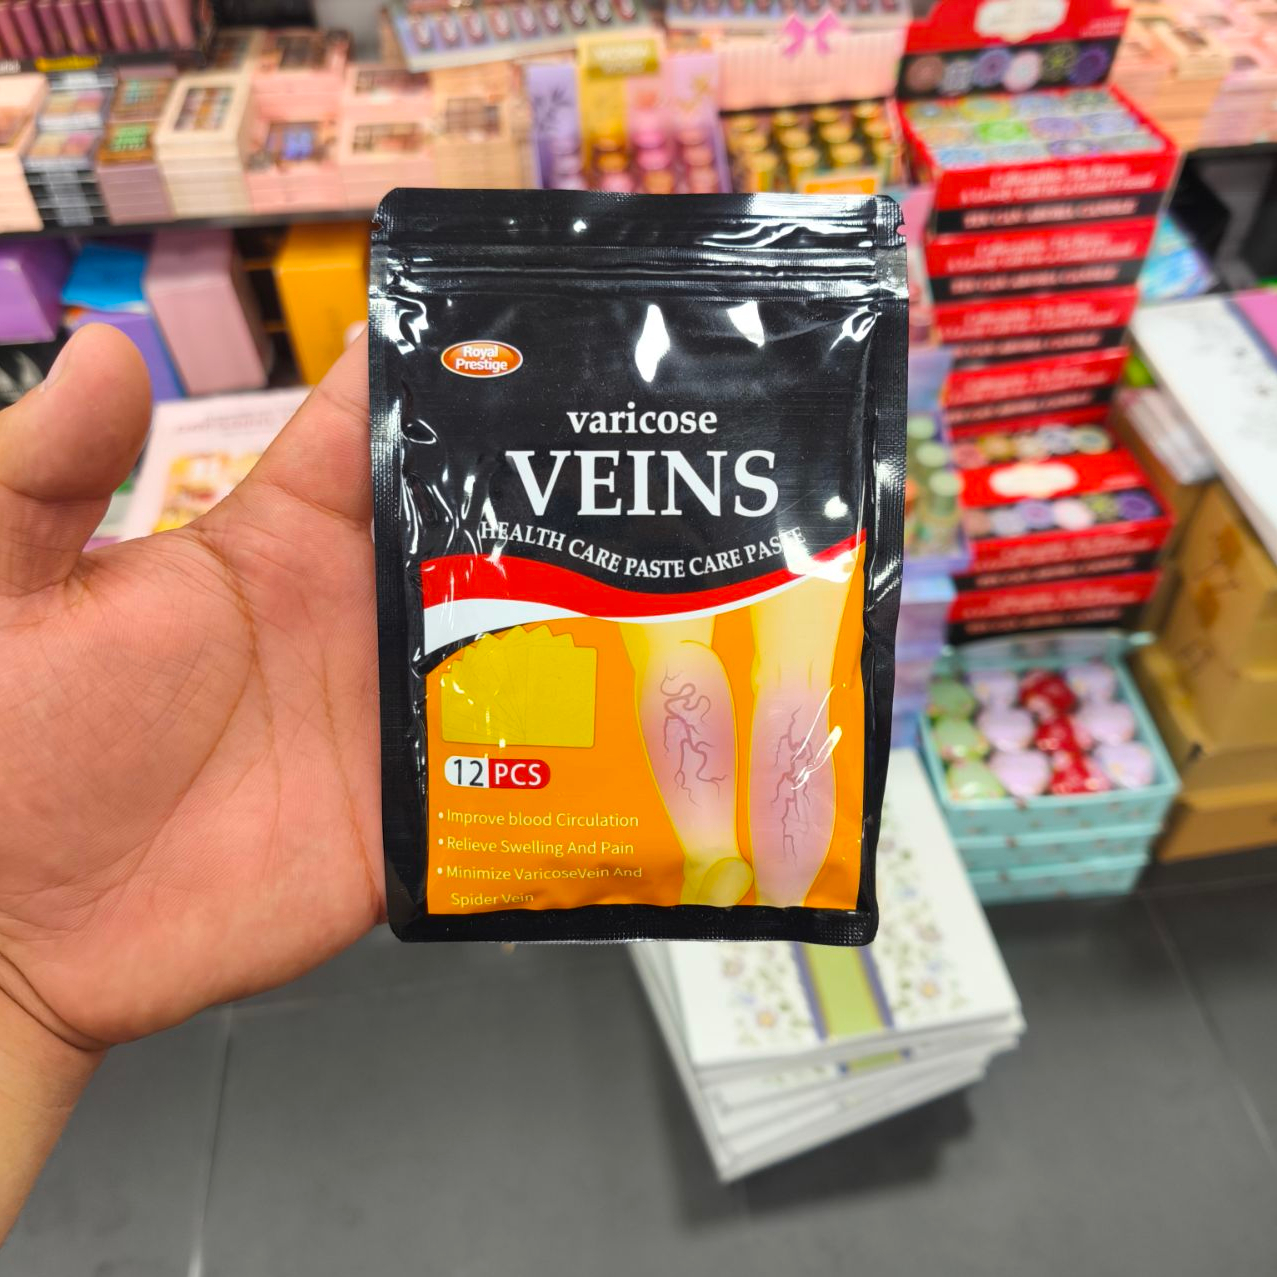 Royal
Prestige
varicose
VEINS
HEALTH CARE PASTE CARE PASTE
12 PCS
• Improve blood Circulation
• Relieve Swelling And Pain
• Minimize VaricoseVein And
Spider Vein